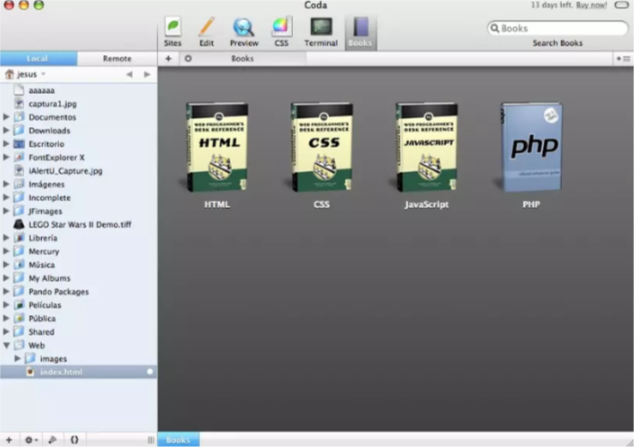 Coda
13 days left. Buy now!
Sites
Edit
Preview
CSS
Terminal
Books
Books
Search Books
Local
Remote
Books
jesus
aaaaaa
captura1.jpg
Documentos
Downloads
Escritorio
FontExplorer X
iAlertU_Capture.jpg
Imágenes
Incomplete
JFimages
LEGO Star Wars II Demo.tiff
Librería
Mercury
Música
My Albums
Pando Packages
Películas
Pública
Shared
Web
images
index.html
WEB PROGRAMMER'S
DESK REFERENCE
HTML
WEB PROGRAMMER'S
DESK REFERENCE
CSS
WEB PROGRAMMER'S
DESK REFERENCE
JAVASCRIPT
php
HTML
CSS
JavaScript
PHP
Books